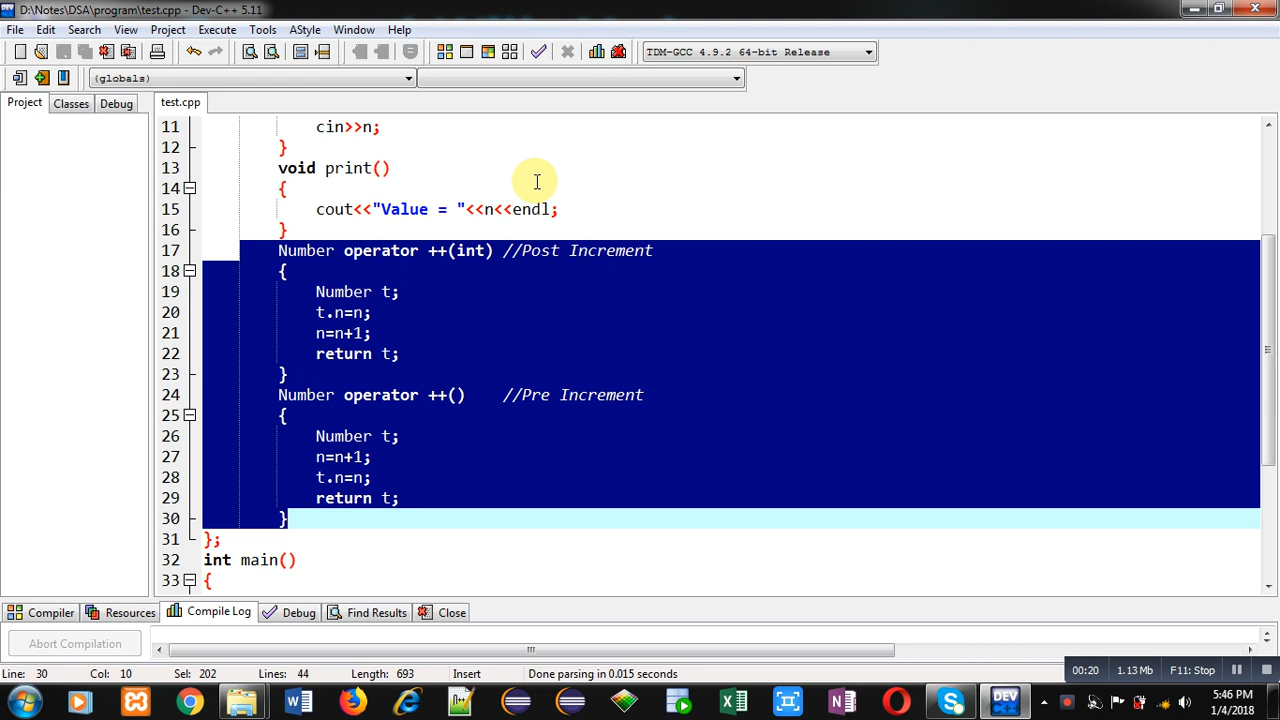 D:\Notes\DSA\program\test.cpp - Dev-C++ 5.11
File Edit Search View Project Execute Tools AStyle Window Help
TDM-GCC 4.9.2 64-bit Release
(globals)
Project Classes Debug test.cpp
11 cin>>n;
12 }
13 void print()
14 {
15 cout<<"Value = "<<n<<endl;
16 }
17 Number operator ++(int) //Post Increment
18 {
19 Number t;
20 t.n=n;
21 n=n+1;
22 return t;
23 }
24 Number operator ++() //Pre Increment
25 {
26 Number t;
27 n=n+1;
28 t.n=n;
29 return t;
30 }
31 };
32 int main()
33 {
Compiler Resources Compile Log Debug Find Results Close
Abort Compilation
Line: 30 Col: 10 Sel: 202 Lines: 44 Length: 693 Insert Done parsing in 0.015 seconds
00:20 1.13 Mb F11: Stop
5:46 PM
1/4/2018